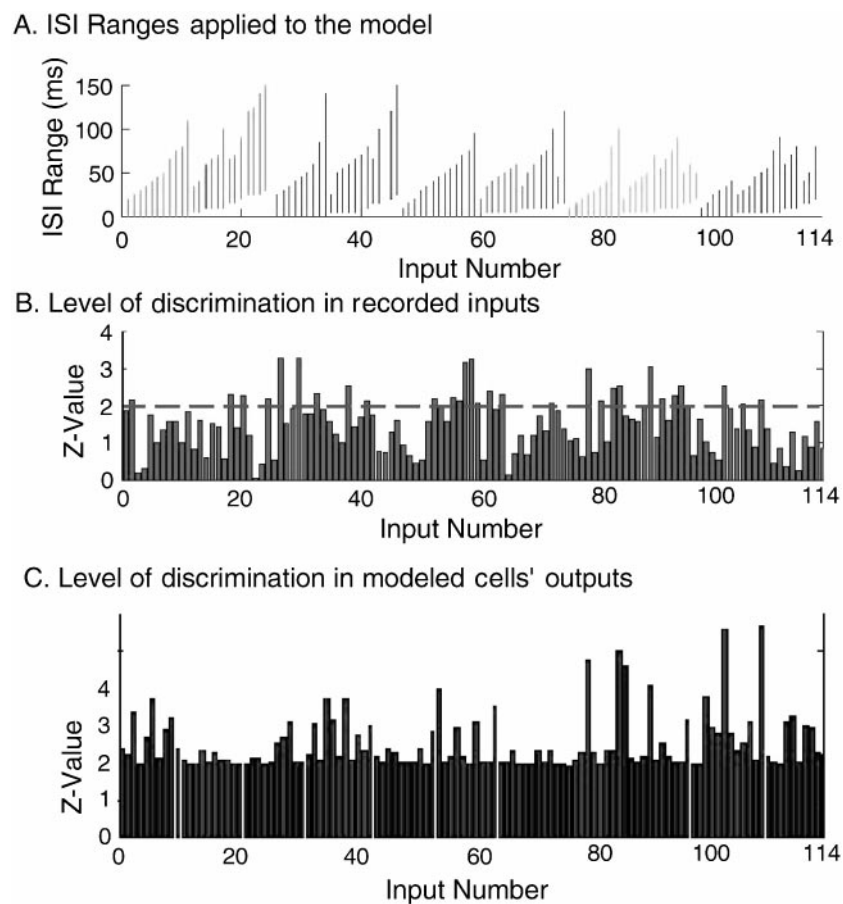 A. ISI Ranges applied to the model
ISI Range (ms)
150
100
50
0
0 20 40 60 80 100 114
Input Number
B. Level of discrimination in recorded inputs
Z-Value
4
3
2
1
0
0 20 40 60 80 100 114
Input Number
C. Level of discrimination in modeled cells' outputs
Z-Value
4
3
2
1
0
0 20 40 60 80 100 114
Input Number